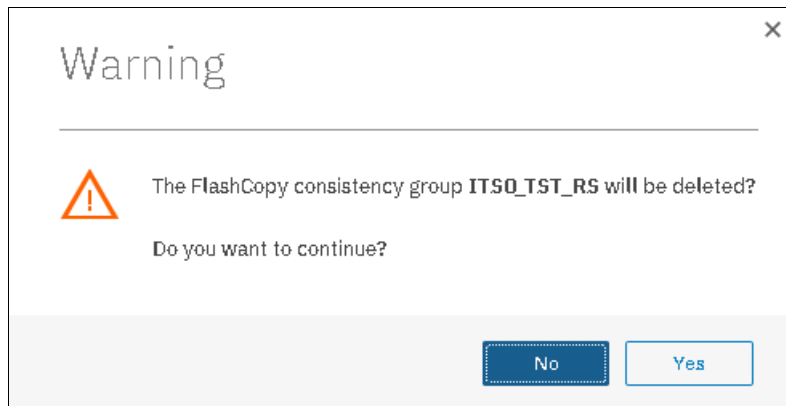 Warning
The FlashCopy consistency group ITSO_TST_RS will be deleted?
Do you want to continue?
No
Yes